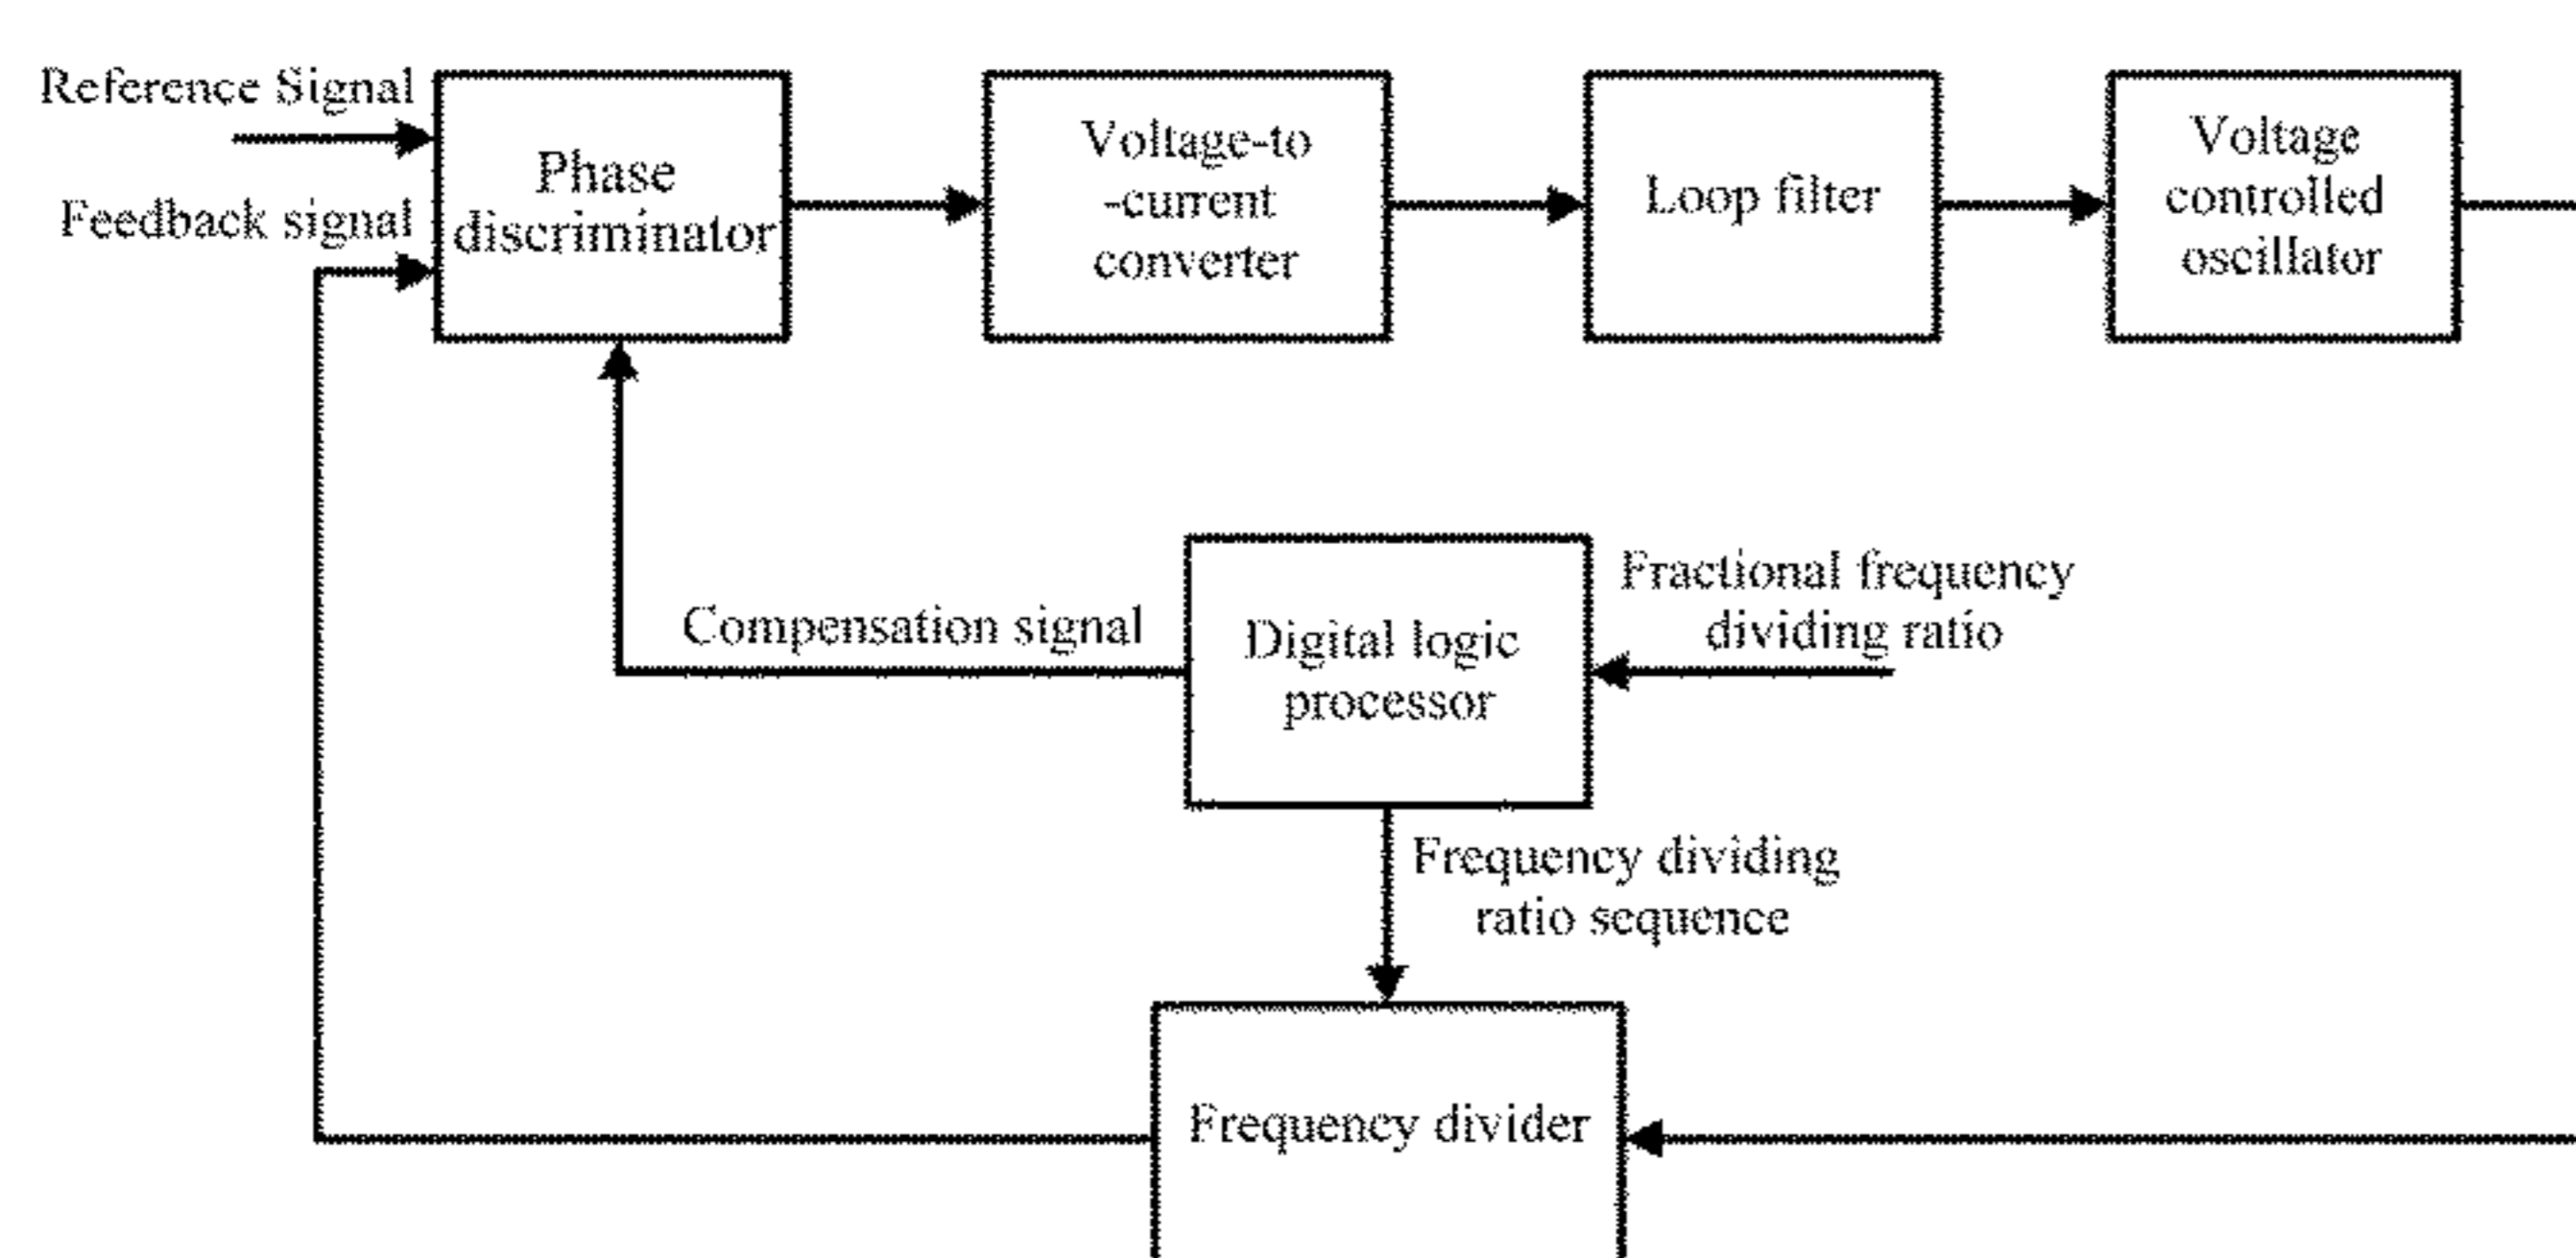 Reference Signal
Feedback signal
Phase
discriminator
Voltage-to
-current
converter
Loop filter
Voltage
controlled
oscillator
Compensation signal
Digital logic
processor
Fractional frequency
dividing ratio
Frequency dividing
ratio sequence
Frequency divider